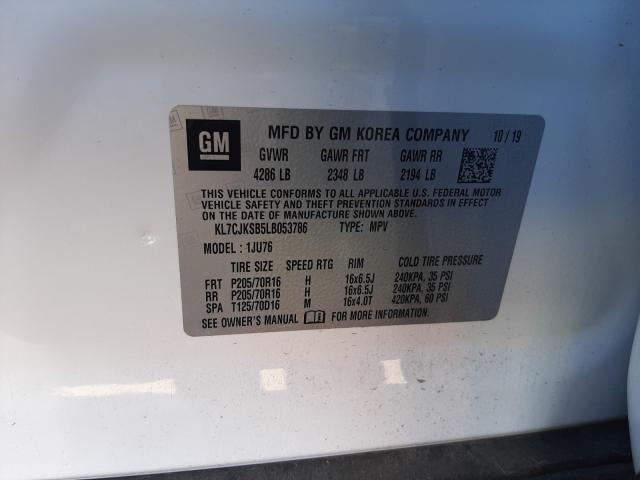 GM MFD BY GM KOREA COMPANY 10/19
GVWR GAWR FRT GAWR RR
4286 LB 2348 LB 2194 LB
THIS VEHICLE CONFORMS TO ALL APPLICABLE U.S. FEDERAL MOTOR
VEHICLE SAFETY AND THEFT PREVENTION STANDARDS IN EFFECT
ON THE DATE OF MANUFACTURE SHOWN ABOVE.
KL7CJKSB5LB053786 TYPE: MPV
MODEL: 1JU76
TIRE SIZE SPEED RTG RIM COLD TIRE PRESSURE
FRT P205/70R16 H 16x6.5J 240KPA, 35 PSI
RR P205/70R16 H 16x6.5J 240KPA, 35 PSI
SPA T125/70D16 M 16x4.0T 420KPA, 60 PSI
SEE OWNER'S MANUAL FOR MORE INFORMATION.